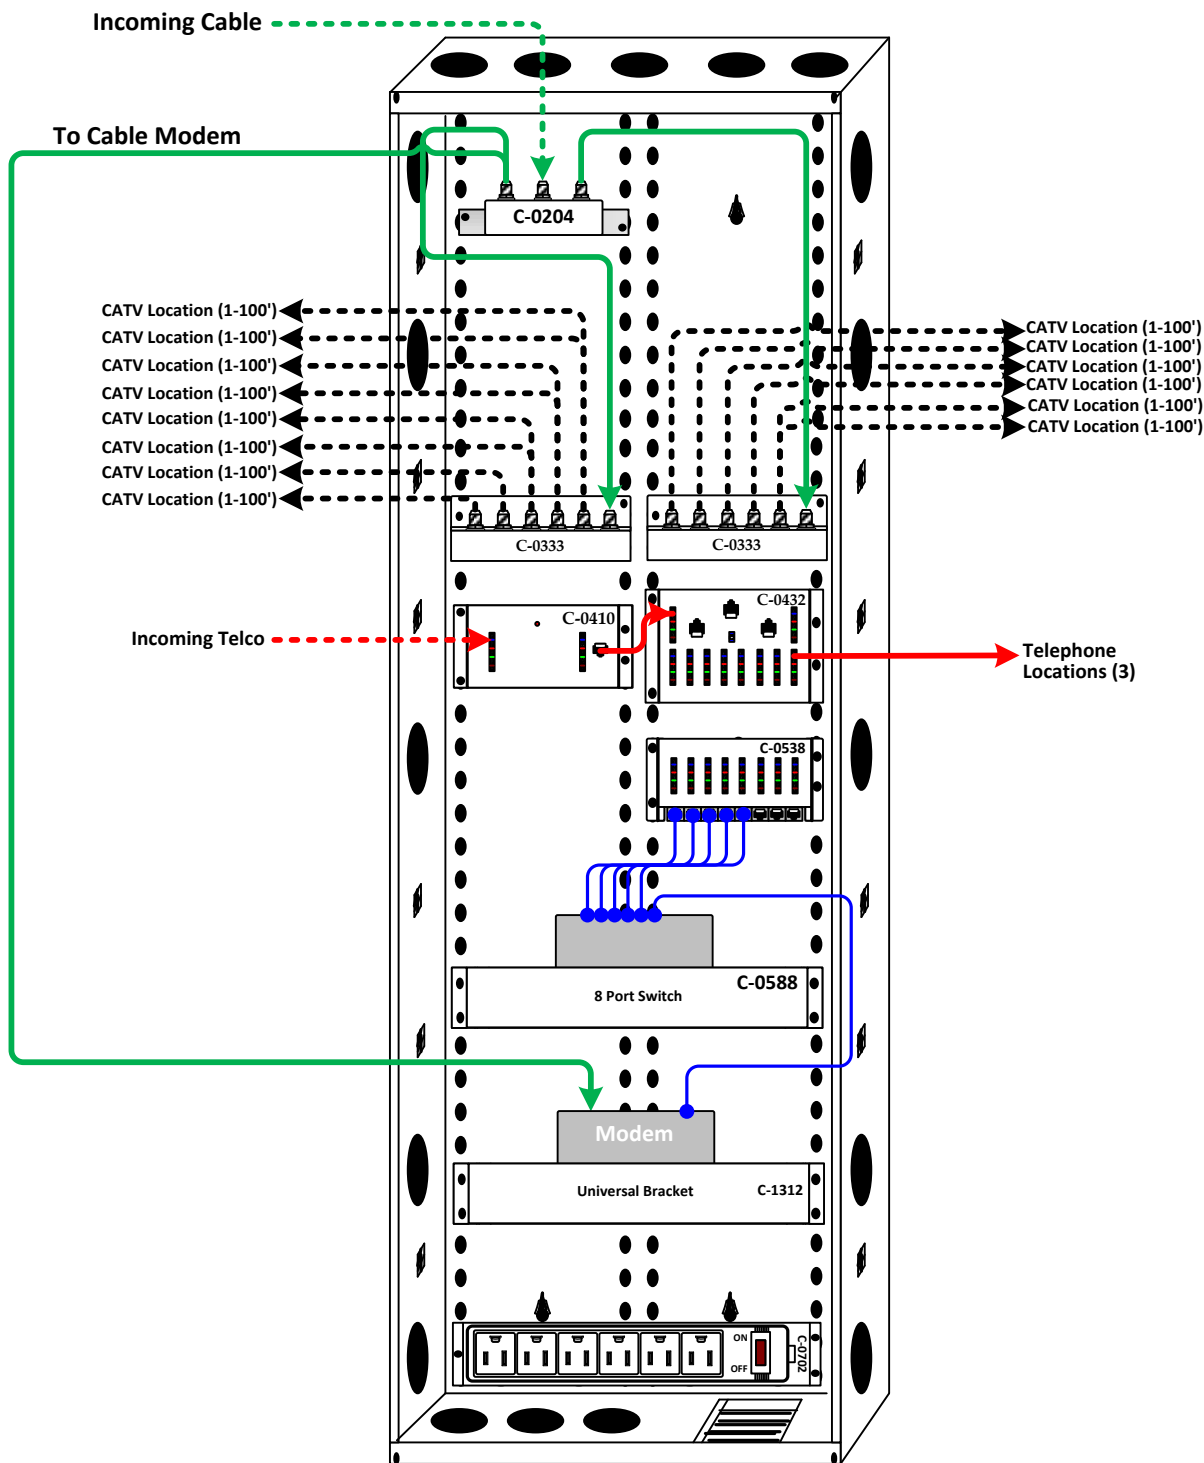 Incoming Cable
To Cable Modem
C-0204
CATV Location (1-100')
CATV Location (1-100')
CATV Location (1-100')
CATV Location (1-100')
CATV Location (1-100')
CATV Location (1-100')
CATV Location (1-100')
CATV Location (1-100')
CATV Location (1-100')
CATV Location (1-100')
CATV Location (1-100')
CATV Location (1-100')
CATV Location (1-100')
CATV Location (1-100')
C-0333
C-0333
C-0410
C-0432
Incoming Telco
Telephone
Locations (3)
C-0538
C-0588
8 Port Switch
Modem
Universal Bracket
C-1312
ON
OFF
C-0702